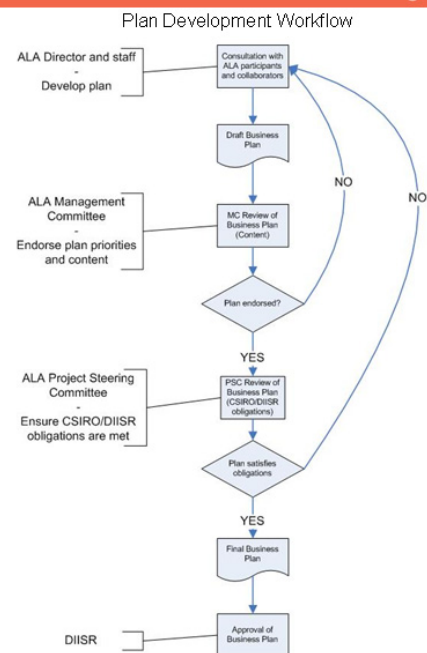 Plan Development Workflow
ALA Director and staff
-
Develop plan
Consultation with
ALA participants
and collaborators
Draft Business
Plan
NO
NO
ALA Management
Committee
-
Endorse plan priorities
and content
MC Review of
Business Plan
(Content)
Plan endorsed?
YES
ALA Project Steering
Committee
-
Ensure CSIRO/DIISR
obligations are met
PSC Review of
Business Plan
(CSIRO/DIISR
obligations)
Plan satisfies
obligations
YES
Final Business
Plan
DIISR
Approval of
Business Plan